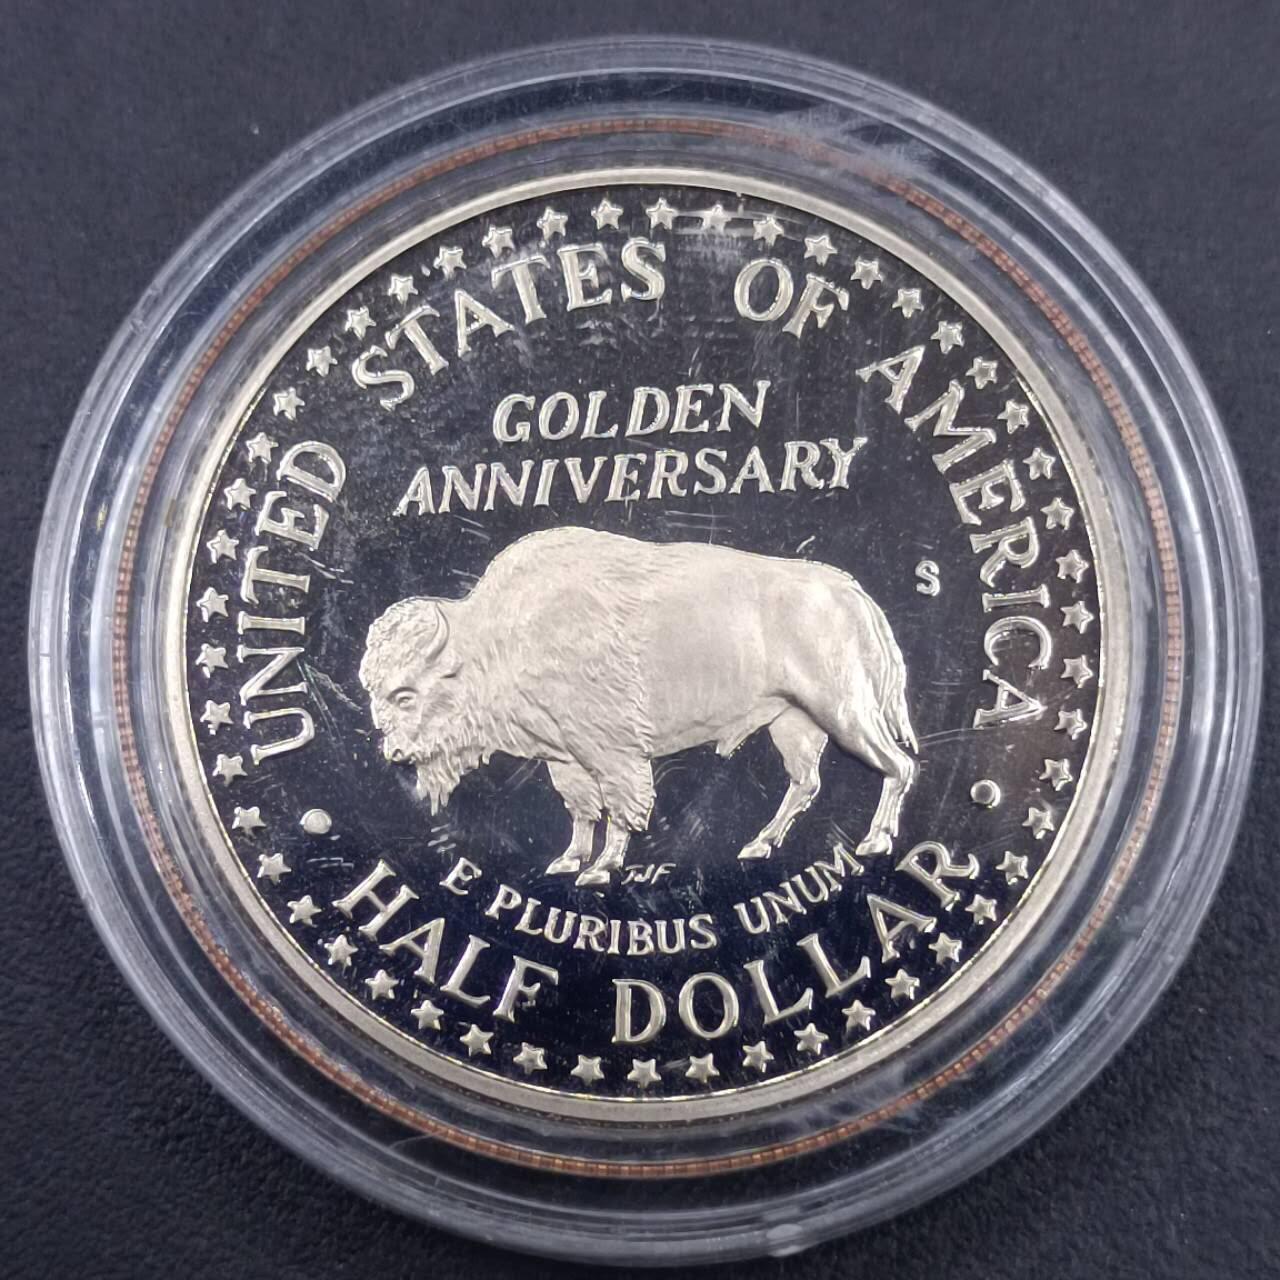 UNITED STATES OF AMERICA
GOLDEN
ANNIVERSARY
S
TJF
E PLURIBUS UNUM
HALF DOLLAR